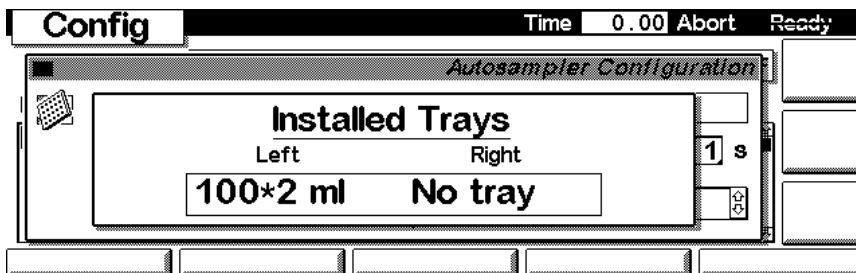 Config Time 0.00 Abort Ready
Autosampler Configuration
Installed Trays
Left Right
1 s
100*2 ml No tray